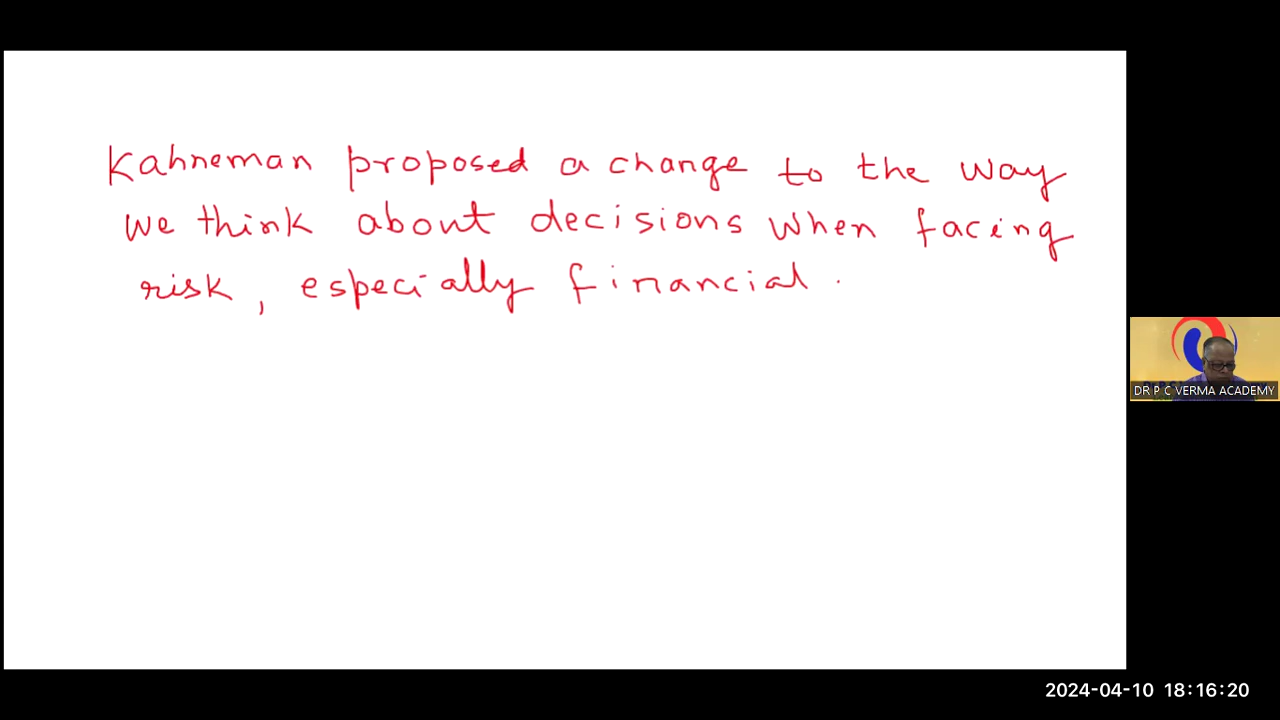 Kahneman proposed a change to the way
we think about decisions when facing
risk, especially financial.
DR P C VERMA ACADEMY
2024-04-10 18:16:20